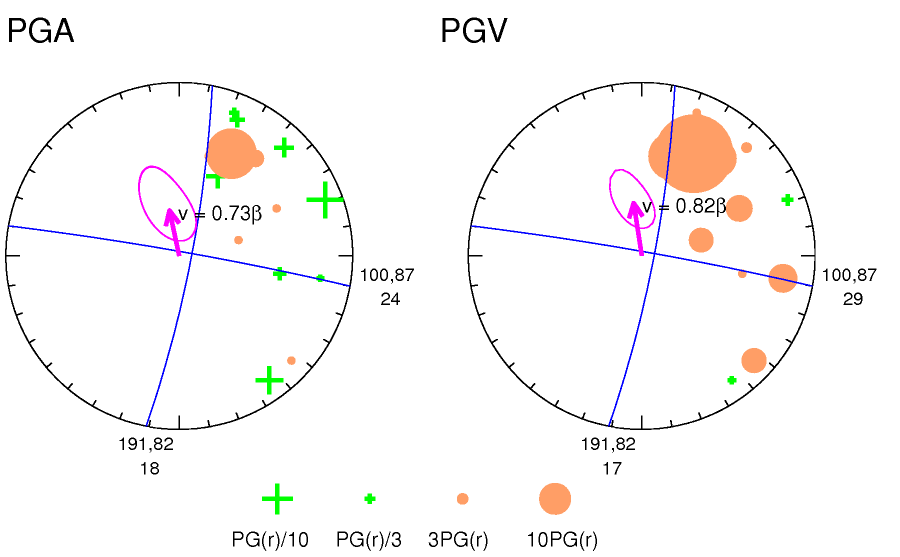 PGA
PGV
v = 0.73β
v = 0.82β
100,87
24
100,87
29
191,82
18
191,82
17
PG(r)/10
PG(r)/3
3PG(r)
10PG(r)